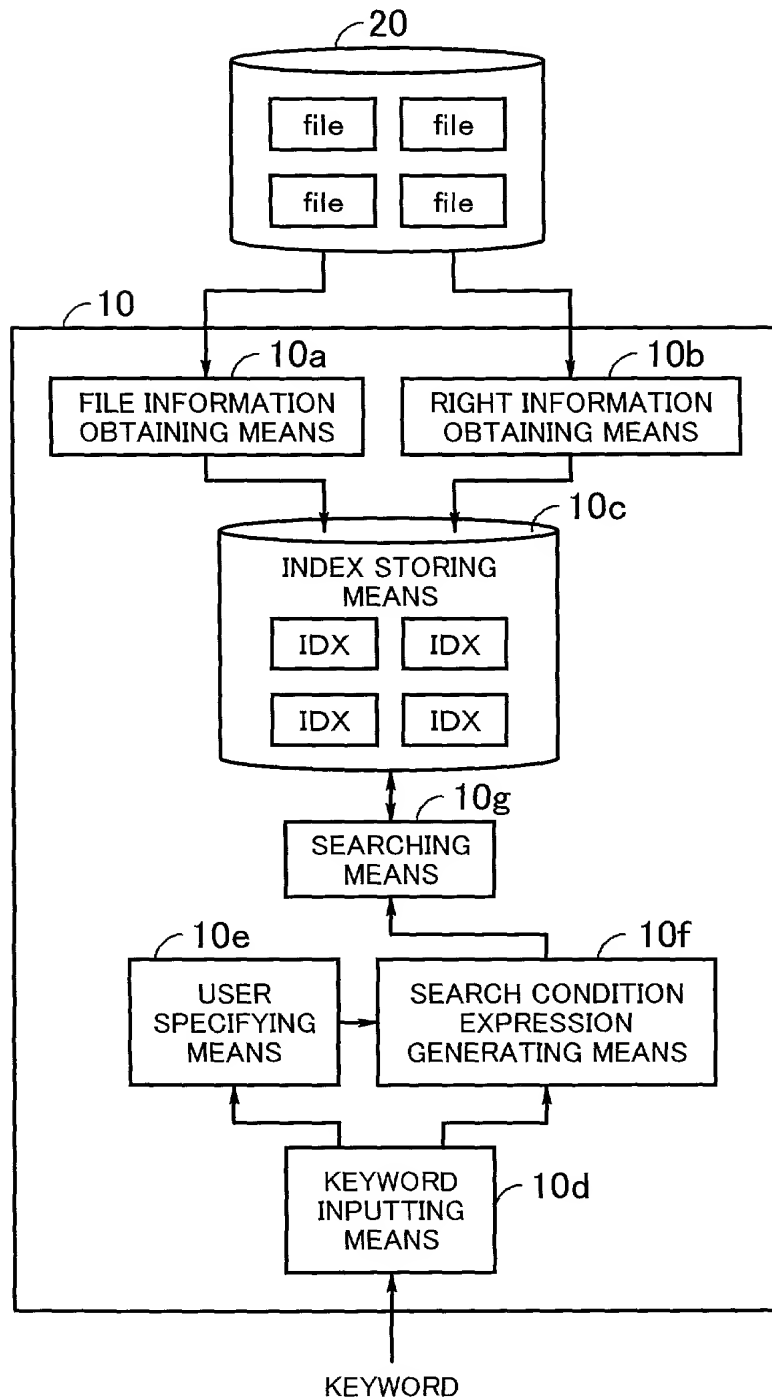 20
file file
file file
10
10a
10b
FILE INFORMATION
OBTAINING MEANS
RIGHT INFORMATION
OBTAINING MEANS
10c
INDEX STORING
MEANS
IDX IDX
IDX IDX
10g
SEARCHING
MEANS
10e
10f
USER
SPECIFYING
MEANS
SEARCH CONDITION
EXPRESSION
GENERATING MEANS
KEYWORD
INPUTTING
MEANS
10d
KEYWORD